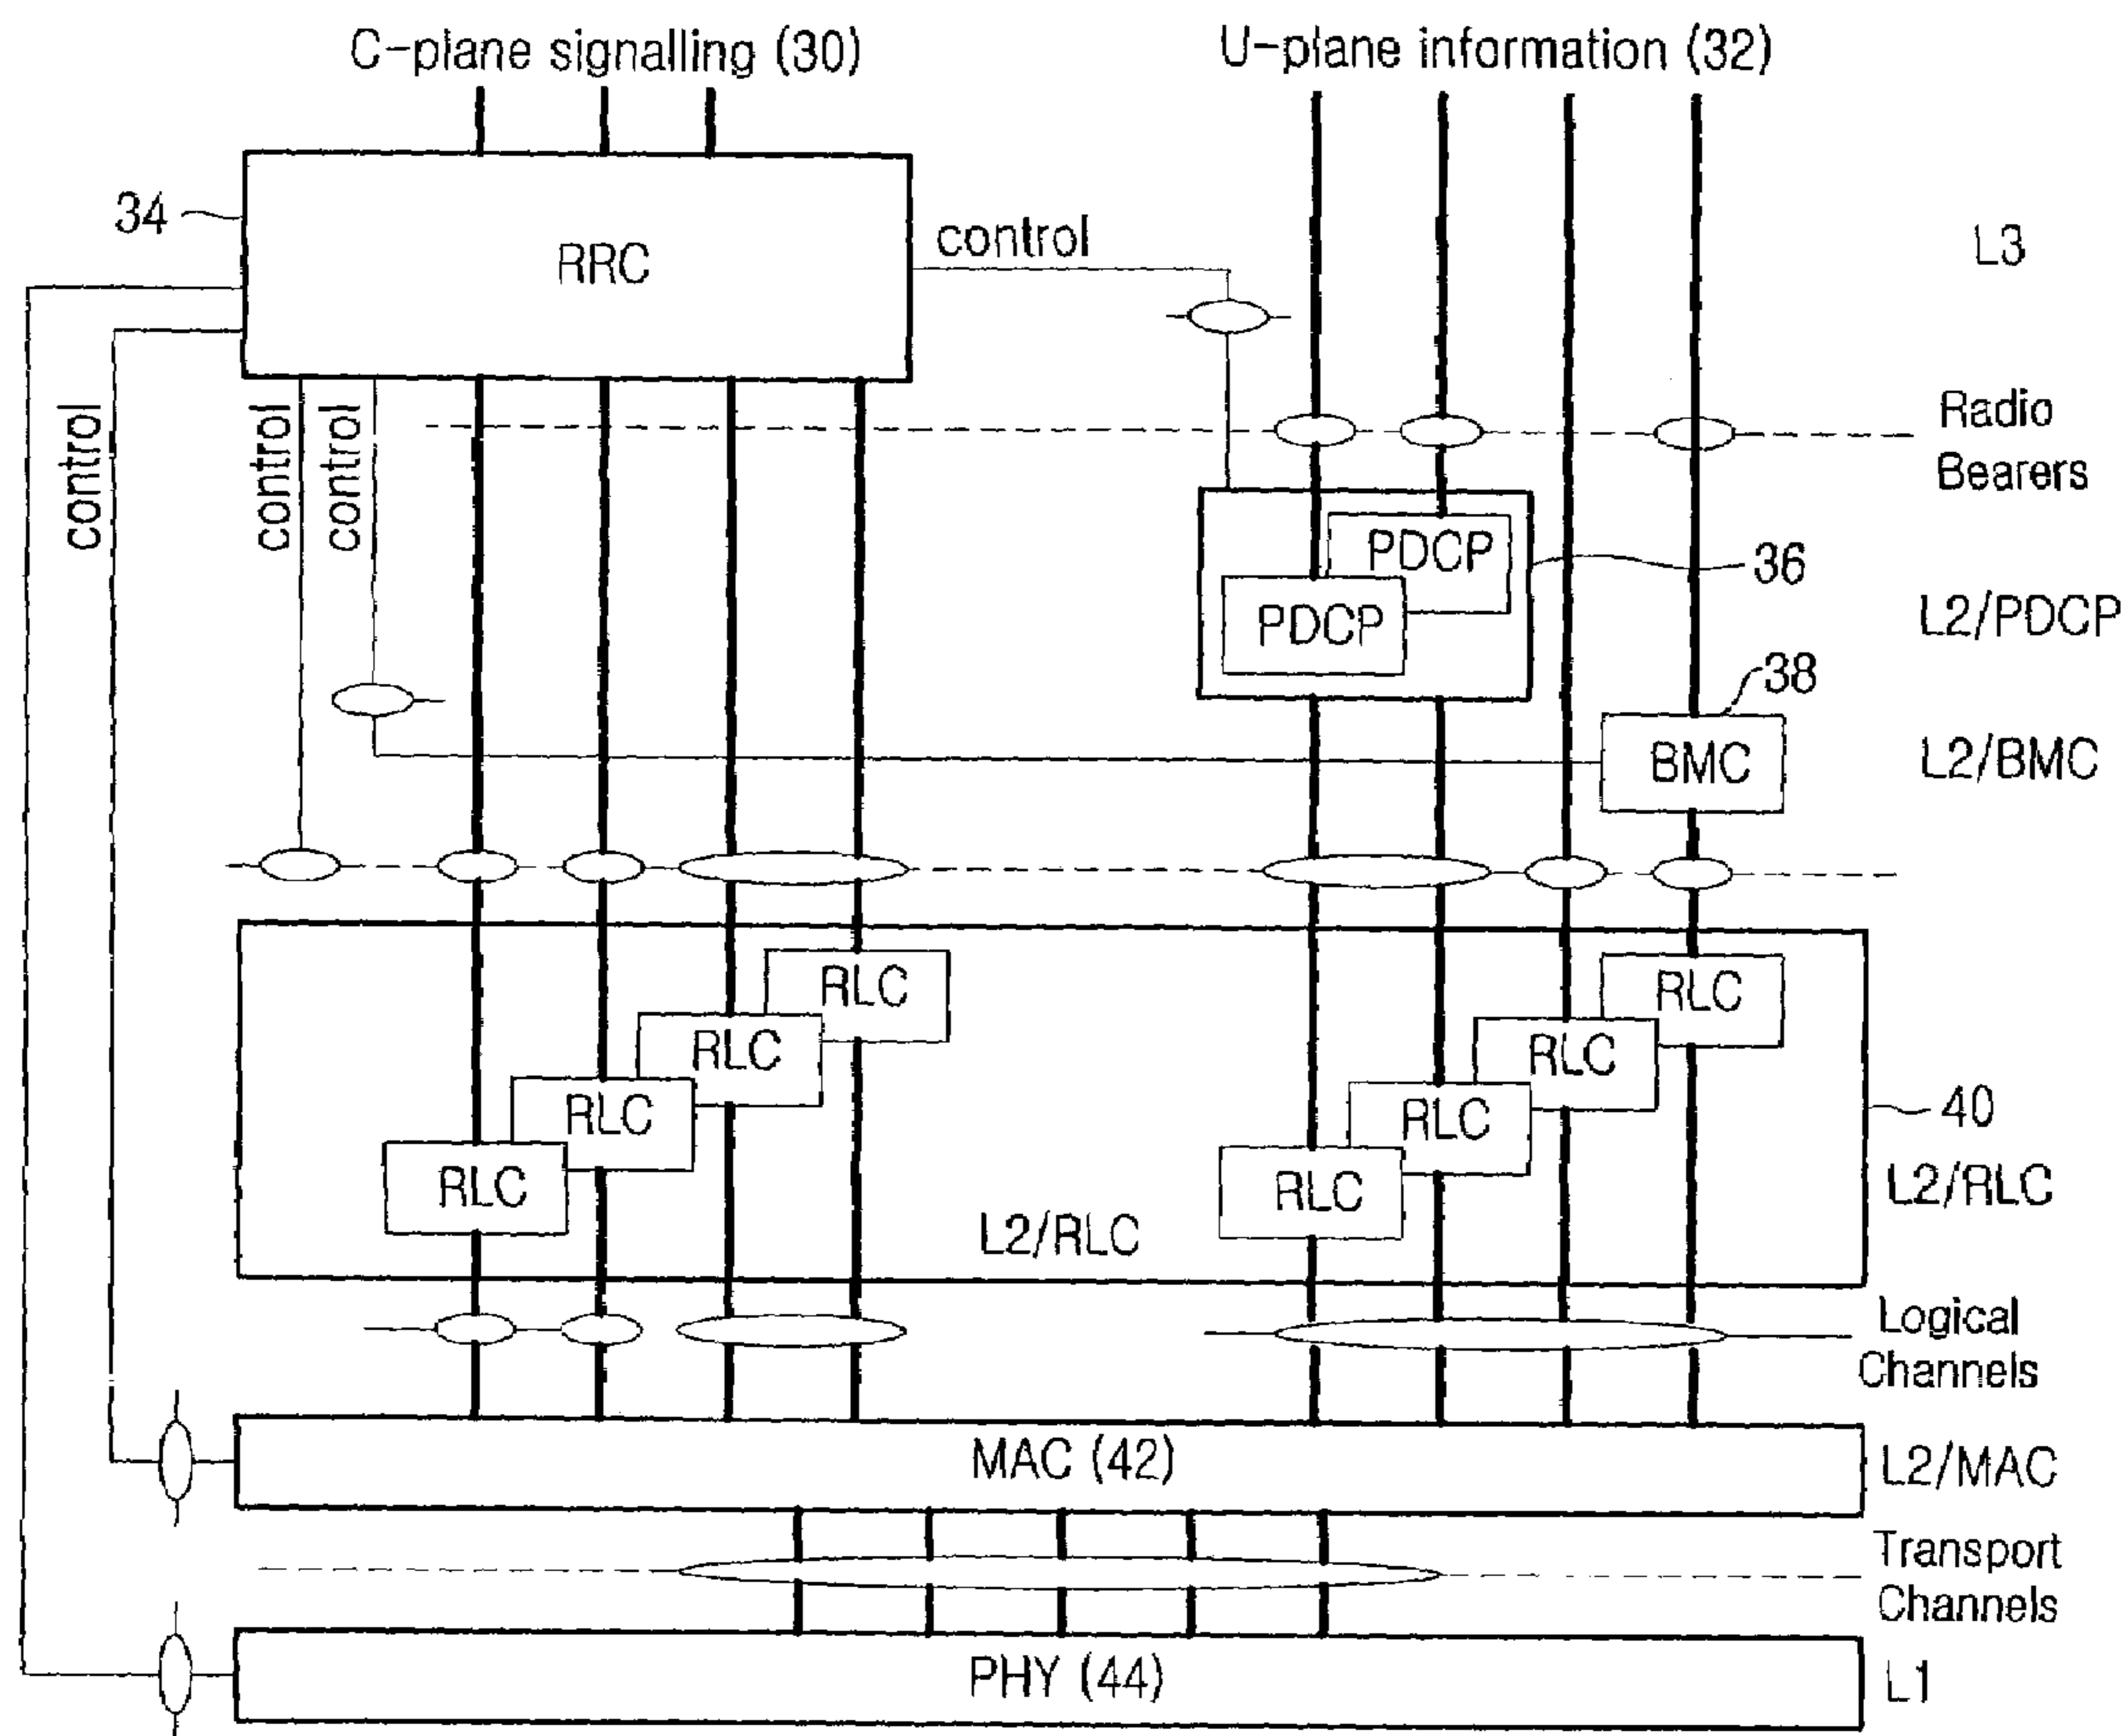 C-plane signalling (30)
U-plane information (32)
34
RRC
control
L3
control
control
control
Radio
Bearers
PDCP
PDCP
36
L2/PDCP
38
BMC
L2/BMC
RLC
RLC
RLC
RLC
RLC
RLC
RLC
RLC
40
L2/RLC
L2/RLC
Logical
Channels
MAC (42)
L2/MAC
Transport
Channels
PHY (44)
L1